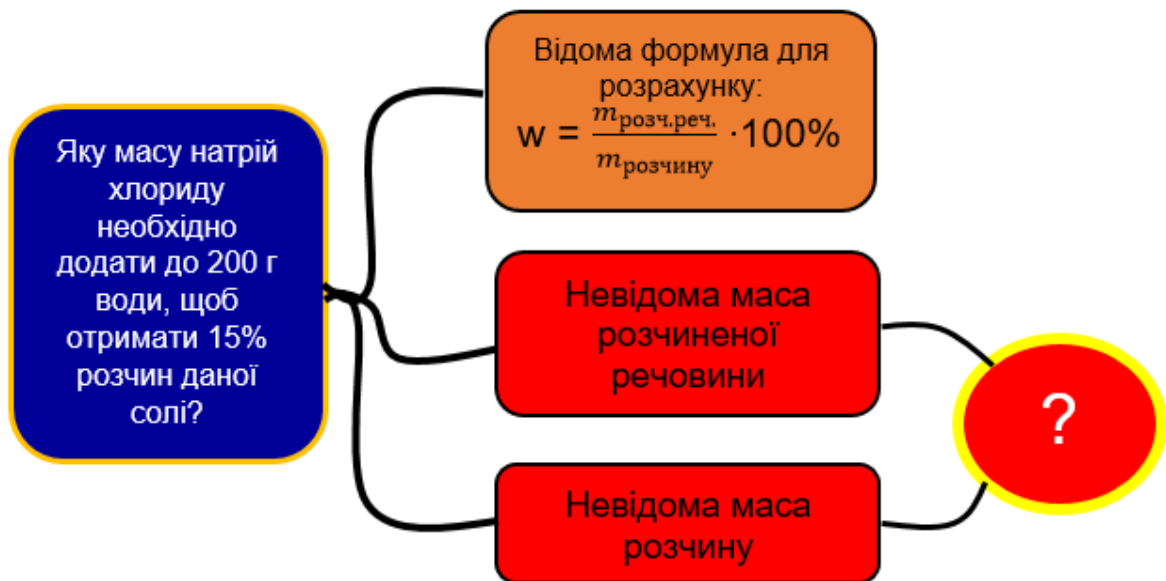 Яку масу натрій
хлориду
необхідно
додати до 200 г
води, щоб
отримати 15%
розчин даної
солі?
Відома формула для
розрахунку:
w = mрозч.реч. / mрозчину ·100%
Невідома маса
розчиненої
речовини
Невідома маса
розчину
?